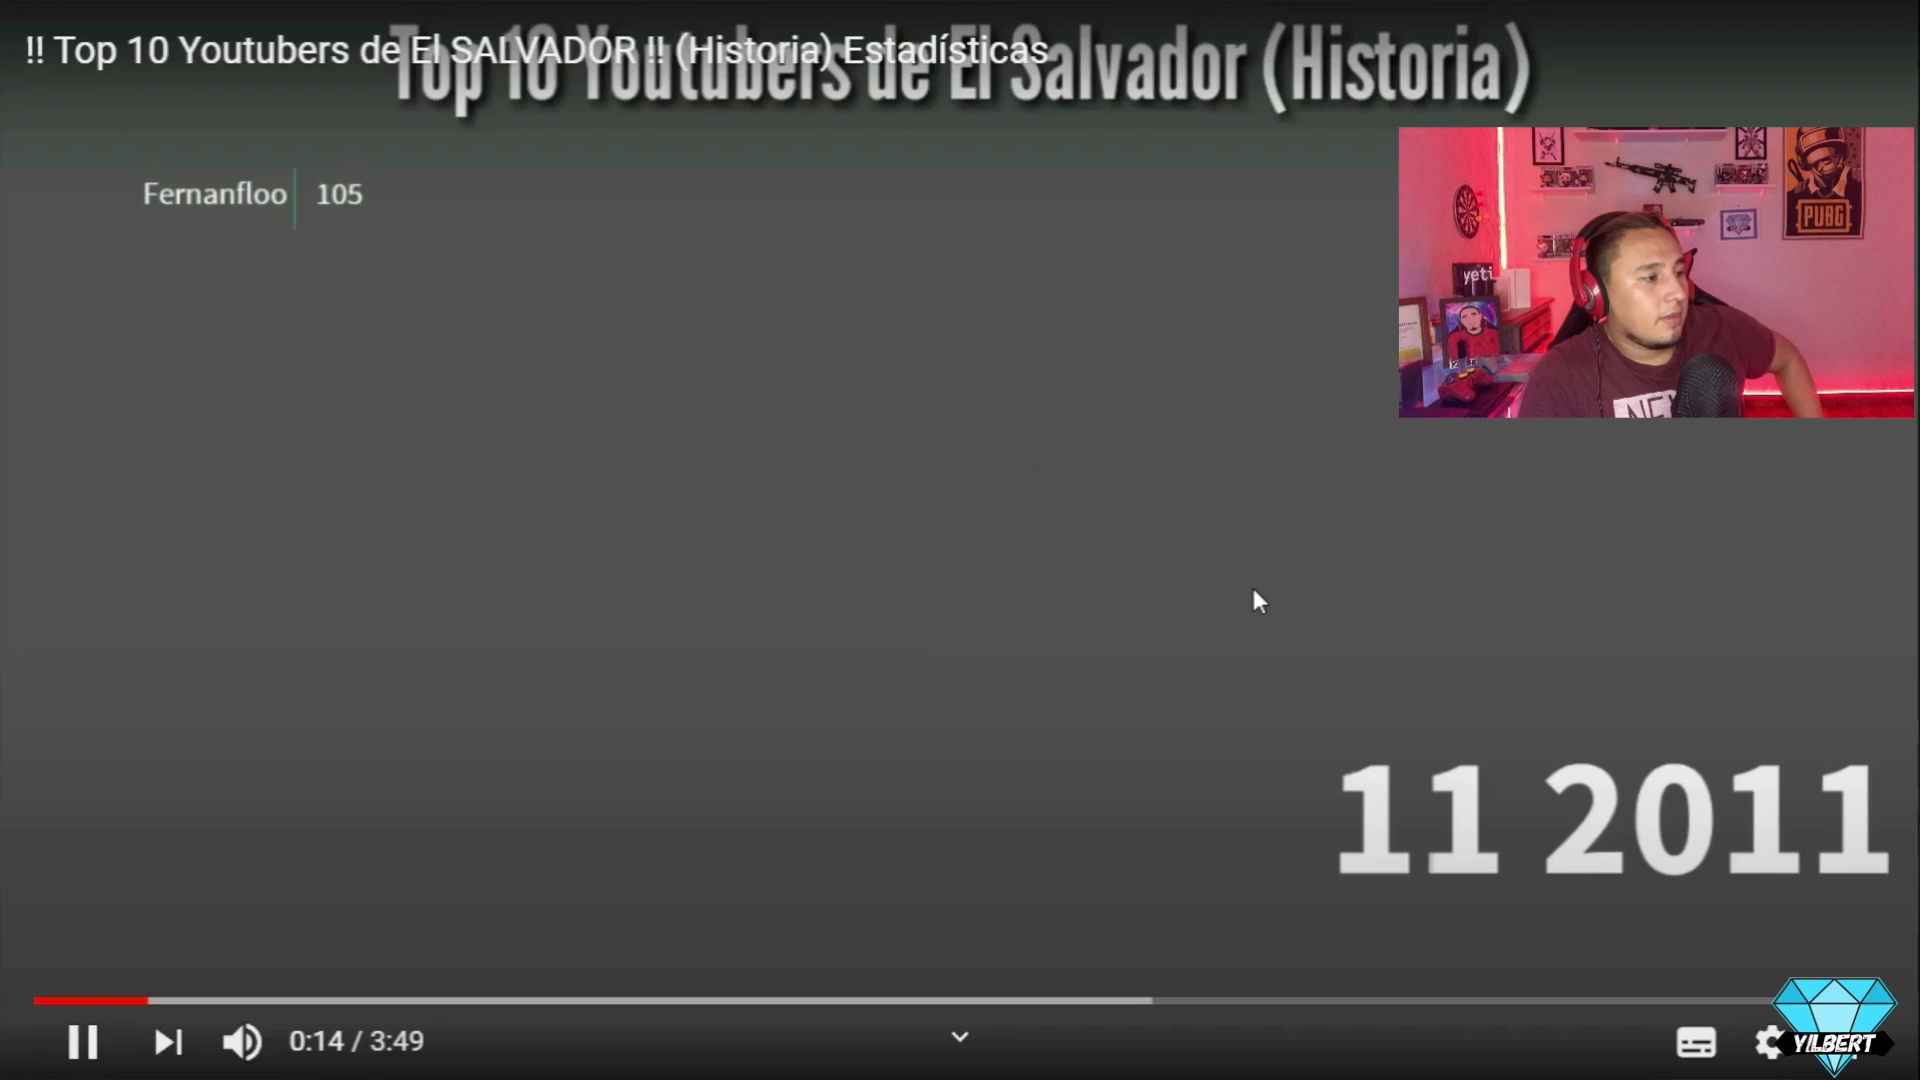 !! Top 10 Youtubers de El SALVADOR !! (Historia) Estadísticas
Top 10 Youtubers de El Salvador (Historia)
Fernanfloo 105
PUBG
yeti
11 2011
0:14 / 3:49
YILBERT